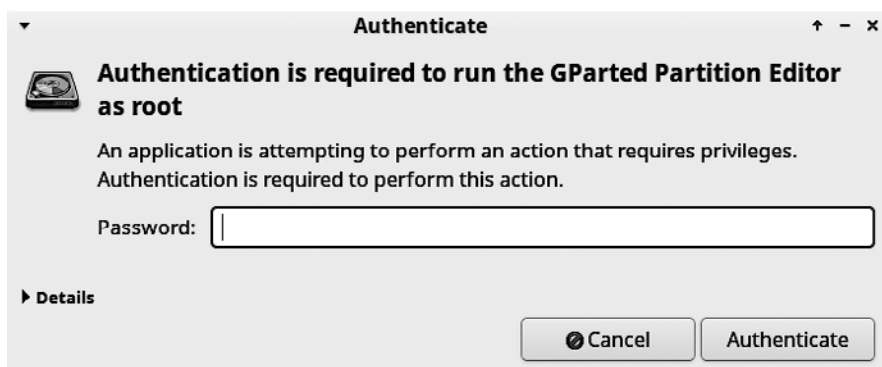 Authenticate
Authentication is required to run the GParted Partition Editor
as root
An application is attempting to perform an action that requires privileges.
Authentication is required to perform this action.
Password:
Details
Cancel
Authenticate